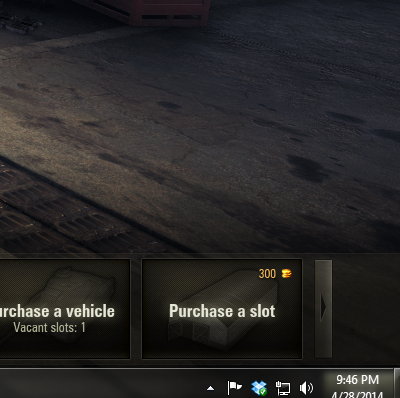 300
urchase a vehicle
Vacant slots: 1
Purchase a slot
9:46 PM
4/28/2014